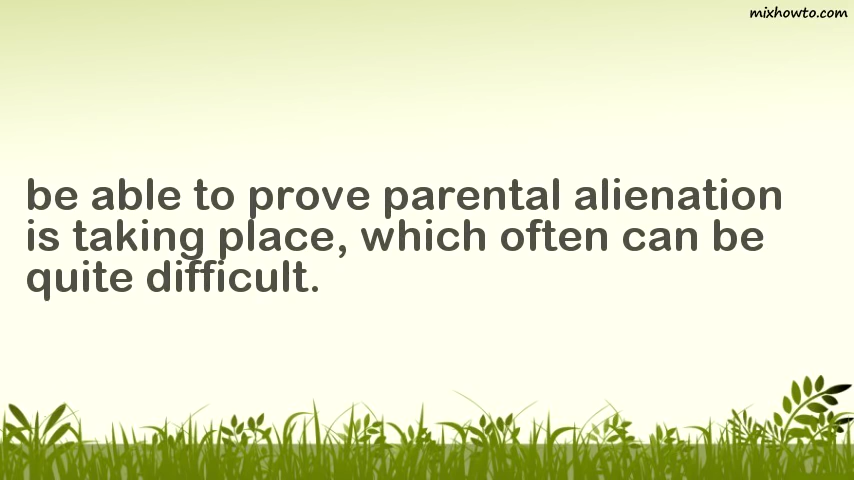 mixhowto.com
be able to prove parental alienation
is taking place, which often can be
quite difficult.